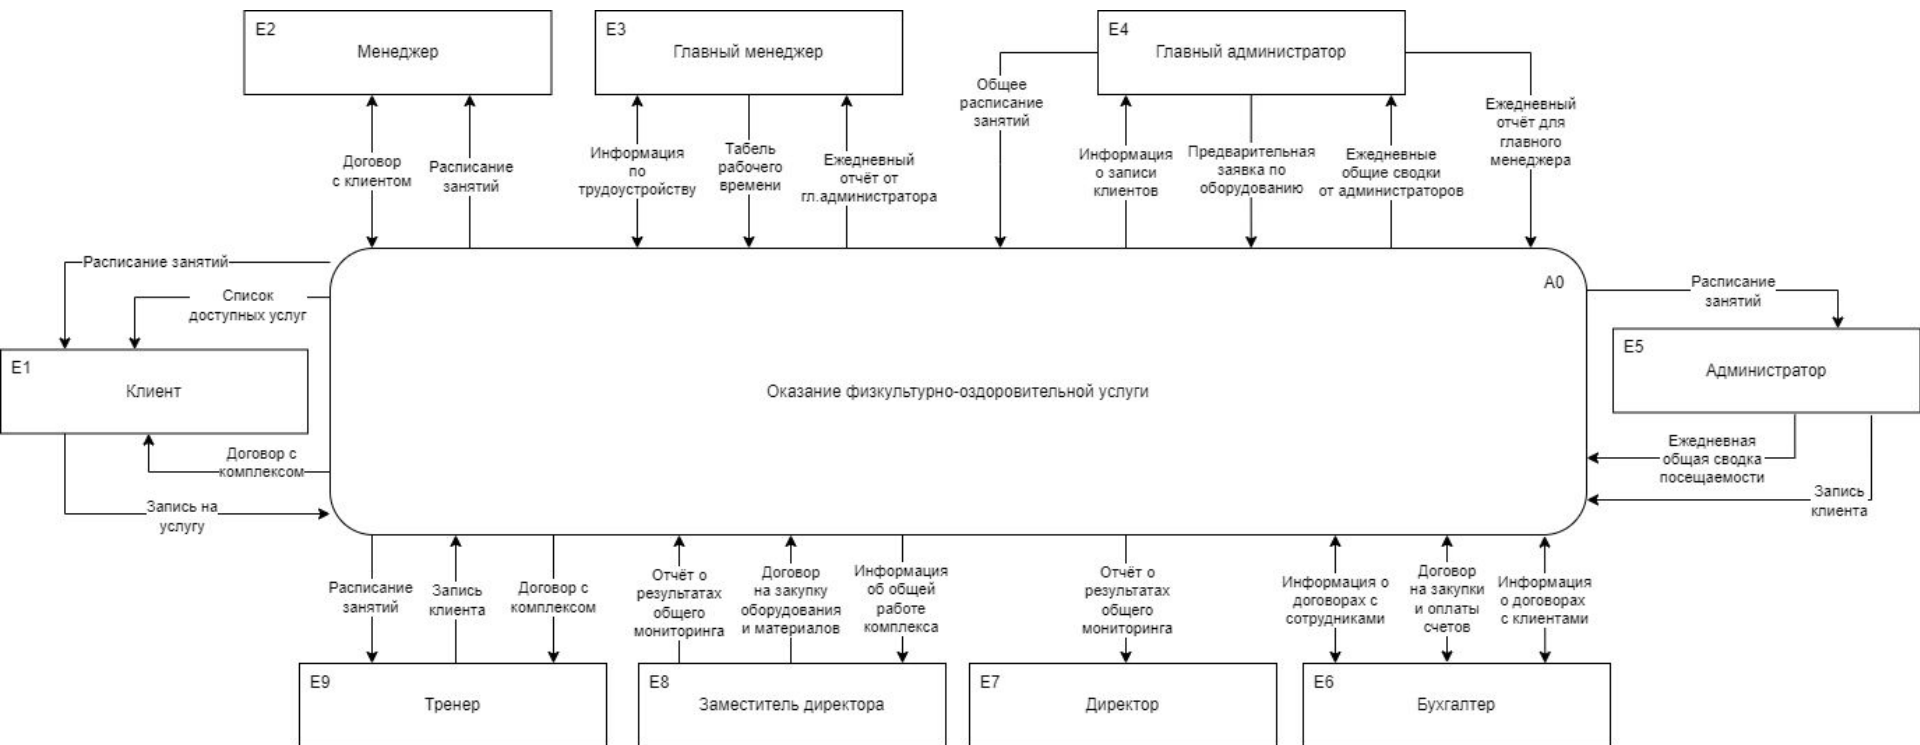 E2
Менеджер
E3
Главный менеджер
E4
Главный администратор
Договор
с клиентом
Расписание
занятий
Информация
по
трудоустройству
Табель
рабочего
времени
Ежедневный
отчёт от
гл.администратора
Общее
расписание
занятий
Информация
о записи
клиентов
Предварительная
заявка по
оборудованию
Ежедневные
общие сводки
от администраторов
Ежедневный
отчёт для
главного
менеджера
Расписание занятий
Список
доступных услуг
E1
Клиент
Договор с
комплексом
Запись на
услугу
A0
Оказание физкультурно-оздоровительной услуги
Расписание
занятий
E5
Администратор
Ежедневная
общая сводка
посещаемости
Запись
клиента
Расписание
занятий
Запись
клиента
Договор с
комплексом
Отчёт о
результатах
общего
мониторинга
Договор
на закупку
оборудования
и материалов
Информация
об общей
работе
комплекса
Отчёт о
результатах
общего
мониторинга
Информация о
договорах с
сотрудниками
Договор
на закупки
и оплаты
счетов
Информация
о договорах
с клиентами
E9
Тренер
E8
Заместитель директора
E7
Директор
E6
Бухгалтер